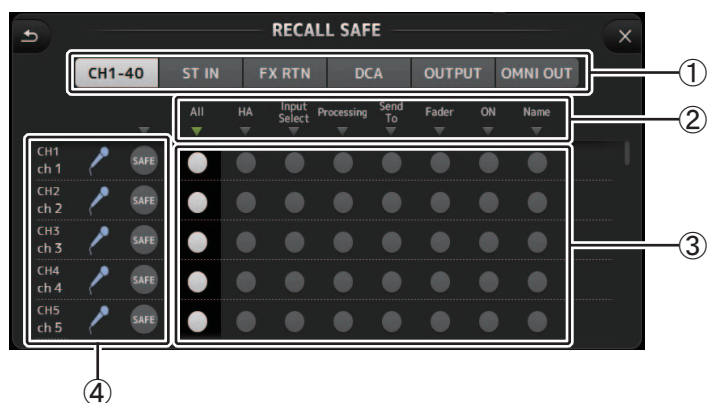 RECALL SAFE
CH1-40 ST IN FX RTN DCA OUTPUT OMNI OUT
①
All HA Input Select Processing Send To Fader ON Name
②
CH1
ch 1 SAFE
CH2
ch 2 SAFE
CH3
ch 3 SAFE
③
CH4
ch 4 SAFE
CH5
ch 5 SAFE
④